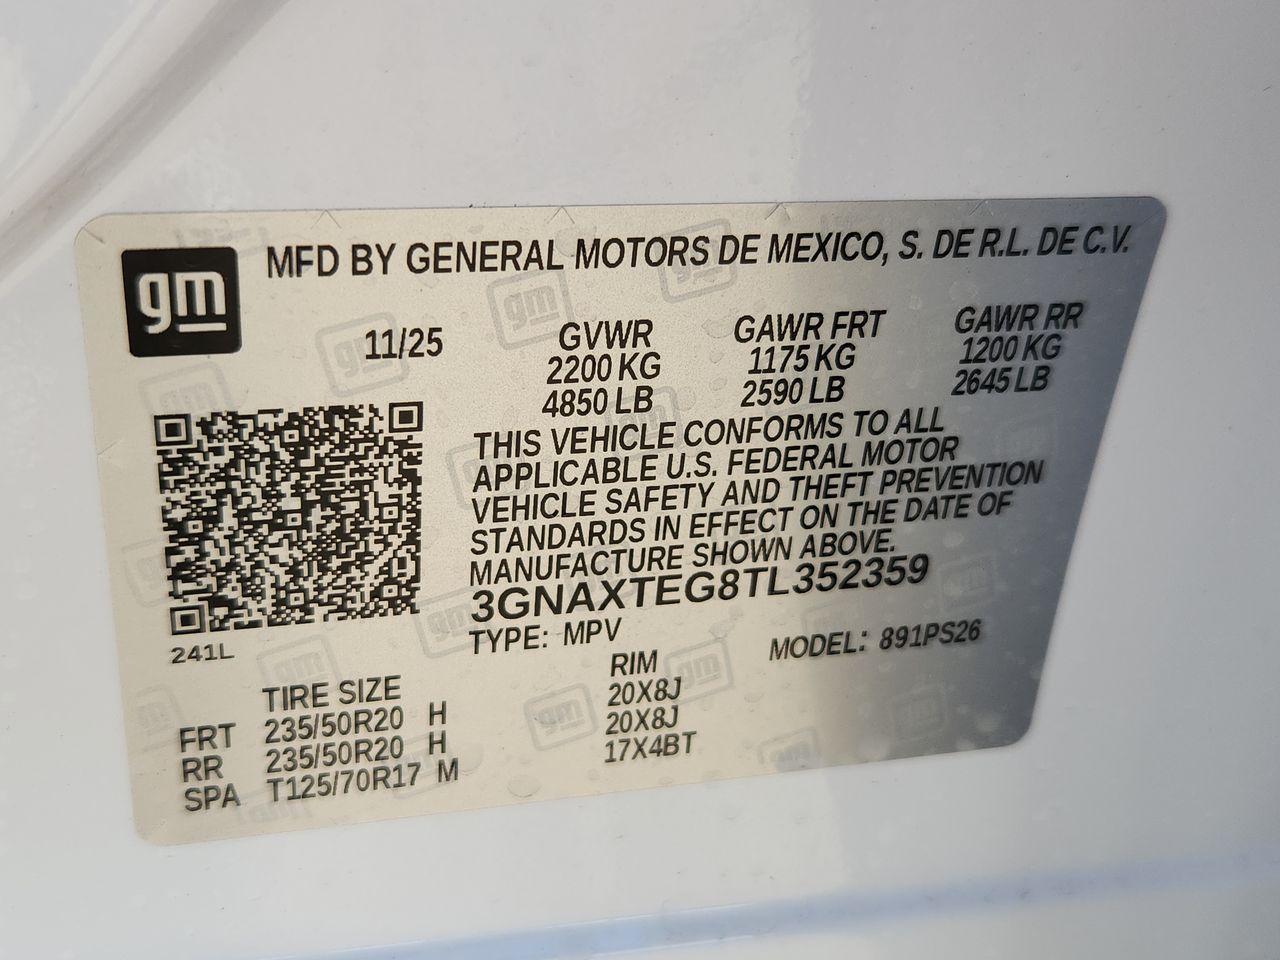 gm
MFD BY GENERAL MOTORS DE MEXICO, S. DE R.L. DE C.V.
11/25 GVWR GAWR FRT GAWR RR
2200 KG 1175 KG 1200 KG
4850 LB 2590 LB 2645 LB
THIS VEHICLE CONFORMS TO ALL
APPLICABLE U.S. FEDERAL MOTOR
VEHICLE SAFETY AND THEFT PREVENTION
STANDARDS IN EFFECT ON THE DATE OF
MANUFACTURE SHOWN ABOVE.
3GNAXTEG8TL352359
TYPE: MPV MODEL: 891PS26
241L
TIRE SIZE RIM
FRT 235/50R20 H 20X8J
RR 235/50R20 H 20X8J
SPA T125/70R17 M 17X4BT